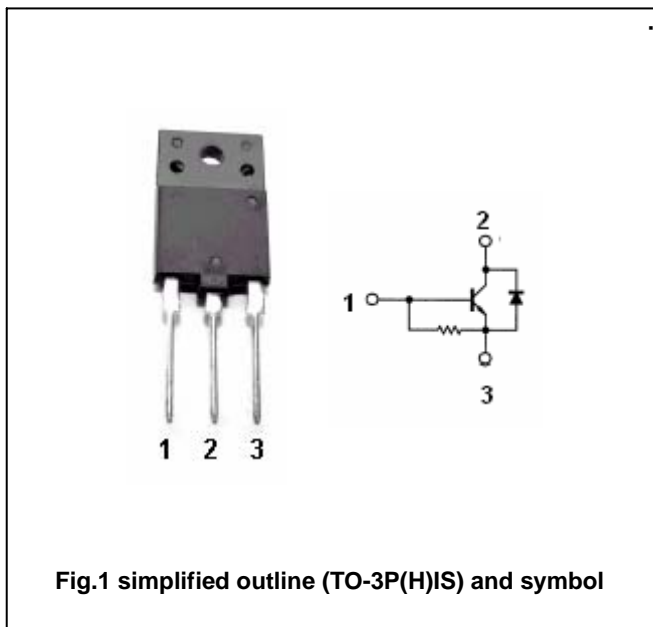 .
2
1
3
1 2 3
Fig.1 simplified outline (TO-3P(H)IS) and symbol